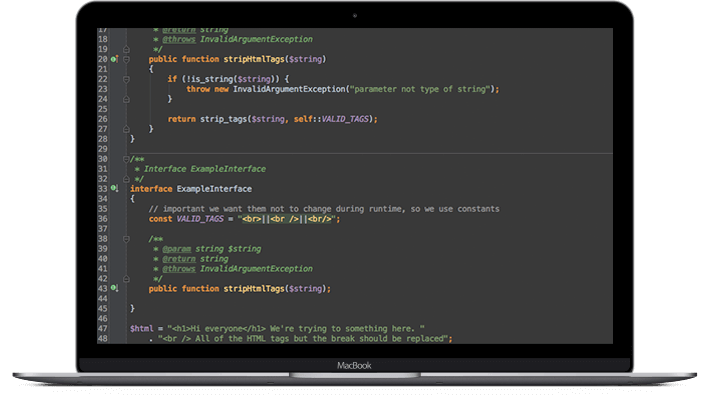 17 * @return string
18 * @throws InvalidArgumentException
19 */
20 public function stripHtmlTags($string)
21 {
22 if (!is_string($string)) {
23 throw new InvalidArgumentException("parameter not type of string");
24 }
25
26 return strip_tags($string, self::VALID_TAGS);
27 }
28 }
29
30 /**
31 * Interface ExampleInterface
32 */
33 interface ExampleInterface
34 {
35 // important we want them not to change during runtime, so we use constants
36 const VALID_TAGS = "<br>||<br />||<br/>";
37
38 /**
39 * @param string $string
40 * @return string
41 * @throws InvalidArgumentException
42 */
43 public function stripHtmlTags($string);
44
45 }
46
47 $html = "<h1>Hi everyone</h1> We're trying to something here. "
48 . "<br /> All of the HTML tags but the break should be replaced";
MacBook